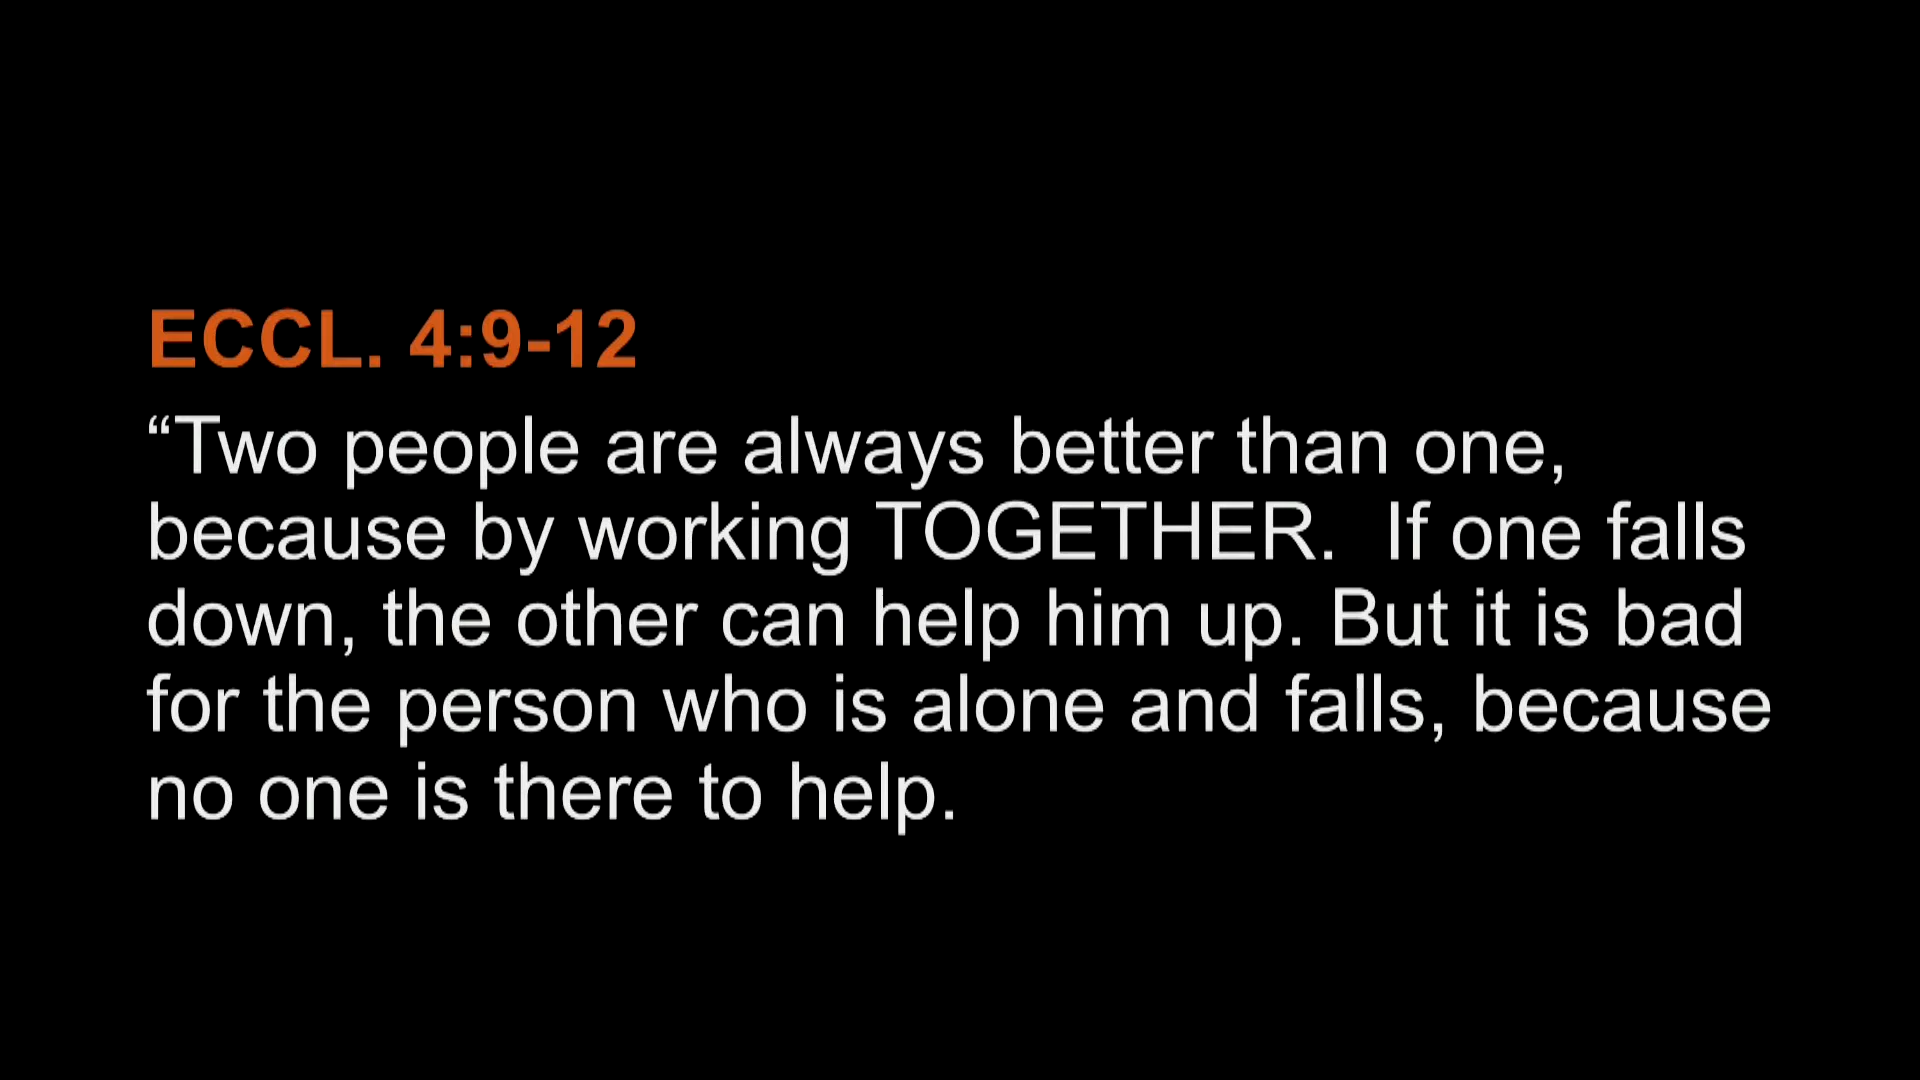 ECCL. 4:9-12
“Two people are always better than one,
because by working TOGETHER.  If one falls
down, the other can help him up. But it is bad
for the person who is alone and falls, because
no one is there to help.